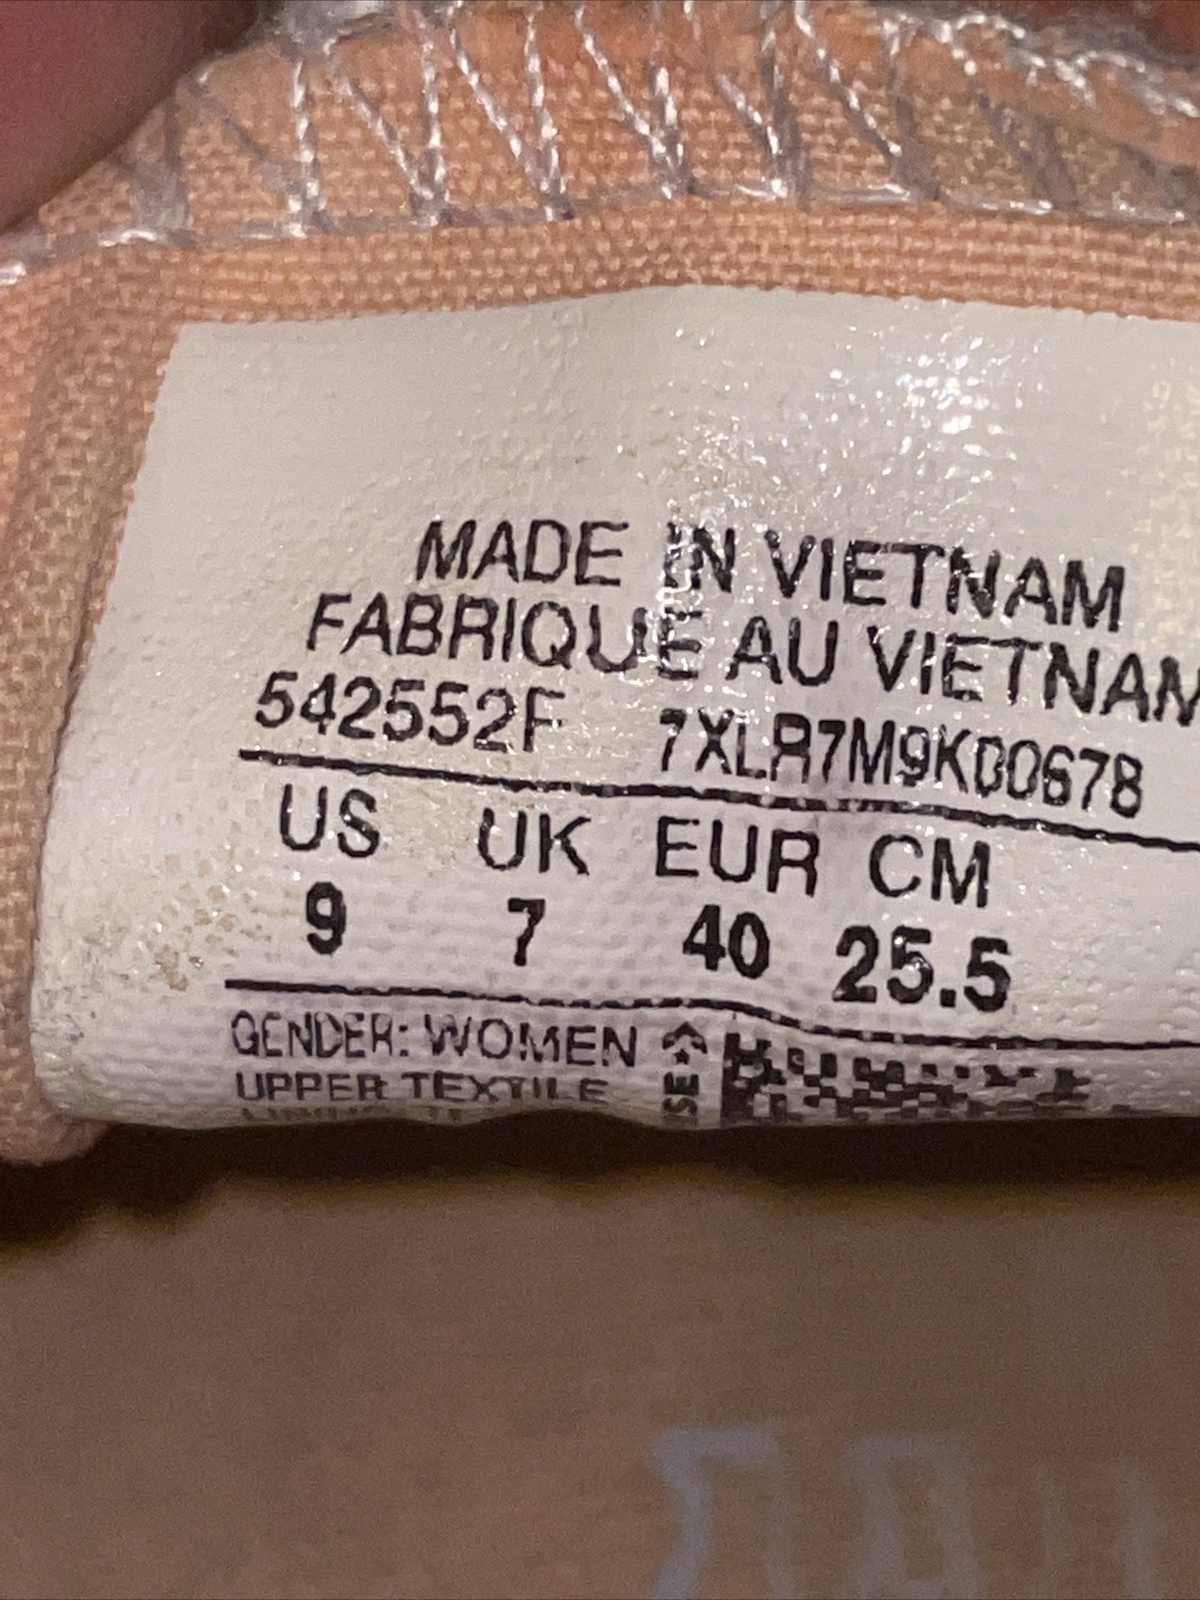 MADE IN VIETNAM
FABRIQUE AU VIETNAM
542552F 7XLR7M9K00678
US UK EUR CM
9 7 40 25.5
GENDER: WOMEN
UPPER TEXTILE